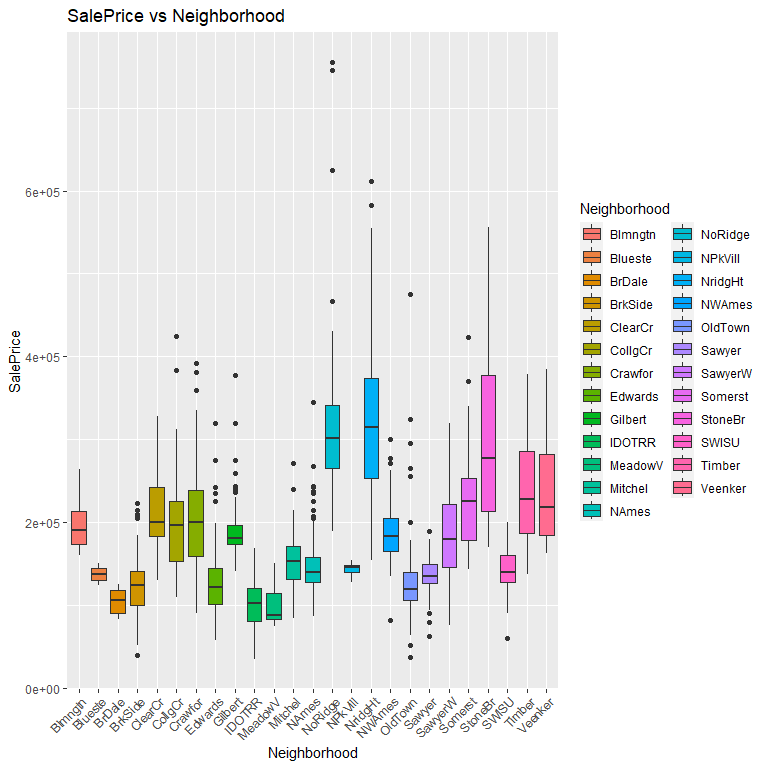 SalePrice vs Neighborhood
SalePrice
6e+05
4e+05
2e+05
0e+00
Blmngtn
Blueste
BrDale
BrkSide
ClearCr
CollgCr
Crawfor
Edwards
Gilbert
IDOTRR
MeadowV
Mitchel
NAmes
NoRidge
NPkVill
NridgHt
NWAmes
OldTown
Sawyer
SawyerW
Somerst
StoneBr
SWISU
Timber
Veenker
Neighborhood
Neighborhood
Blmngtn
Blueste
BrDale
BrkSide
ClearCr
CollgCr
Crawfor
Edwards
Gilbert
IDOTRR
MeadowV
Mitchel
NAmes
NoRidge
NPkVill
NridgHt
NWAmes
OldTown
Sawyer
SawyerW
Somerst
StoneBr
SWISU
Timber
Veenker